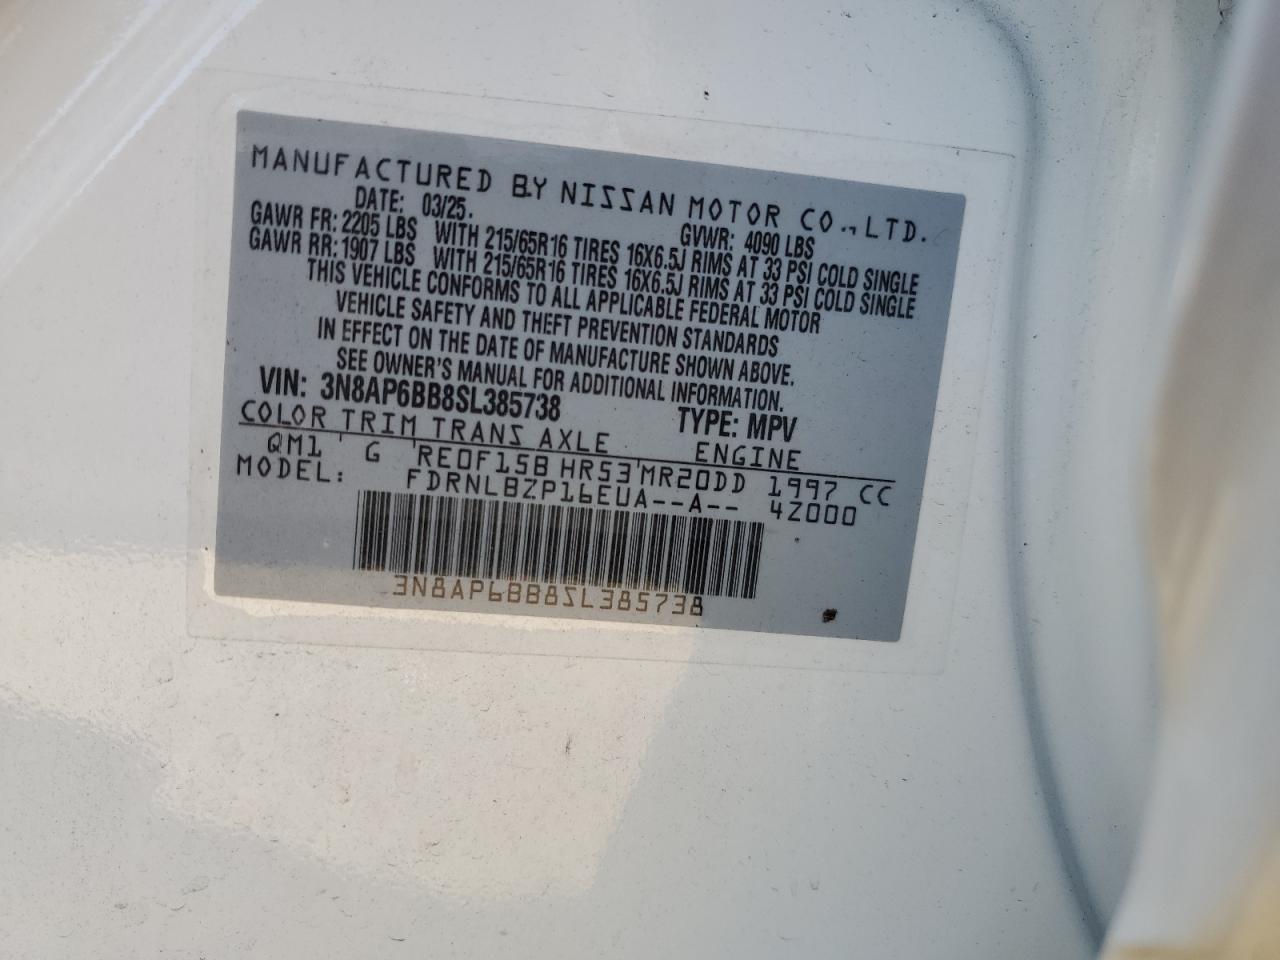 MANUFACTURED BY NISSAN MOTOR CO., LTD.
DATE: 03/25. GVWR: 4090 LBS
GAWR FR: 2205 LBS WITH 215/65R16 TIRES 16X6.5J RIMS AT 33 PSI COLD SINGLE
GAWR RR: 1907 LBS WITH 215/65R16 TIRES 16X6.5J RIMS AT 33 PSI COLD SINGLE
THIS VEHICLE CONFORMS TO ALL APPLICABLE FEDERAL MOTOR
VEHICLE SAFETY AND THEFT PREVENTION STANDARDS
IN EFFECT ON THE DATE OF MANUFACTURE SHOWN ABOVE.
SEE OWNER'S MANUAL FOR ADDITIONAL INFORMATION.
VIN: 3N8AP6BB8SL385738 TYPE: MPV
COLOR TRIM TRANS AXLE ENGINE
QM1 G RE0F15B HR53 MR20DD 1997 CC
MODEL: FDRNLBZP16EUA--A-- 4Z000
3N8AP6BB8SL385738